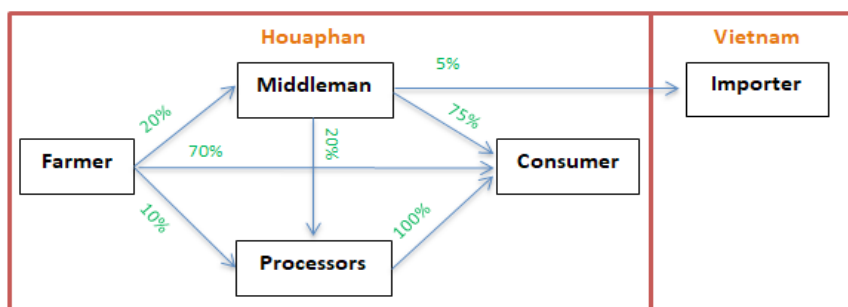 Houaphan
Vietnam
Middleman
5%
Importer
20%
75%
20%
Farmer
70%
Consumer
10%
100%
Processors